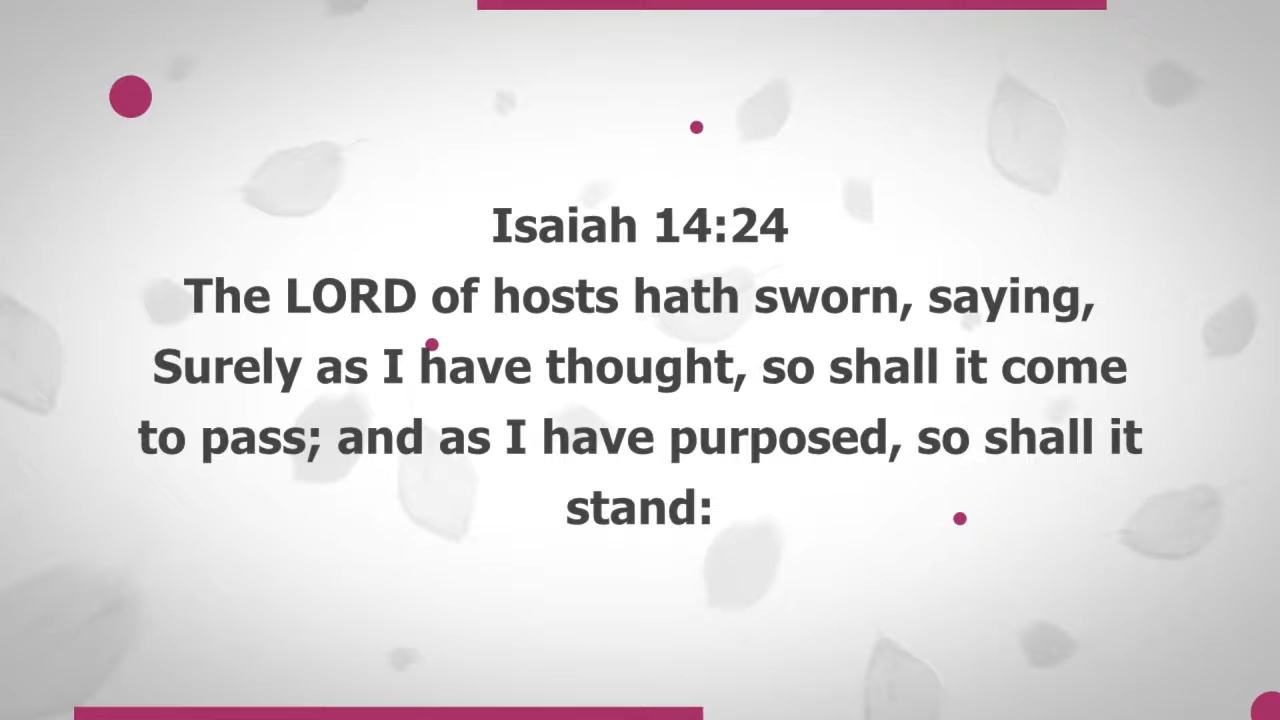 Isaiah 14:24
The LORD of hosts hath sworn, saying,
Surely as I have thought, so shall it come
to pass; and as I have purposed, so shall it
stand: